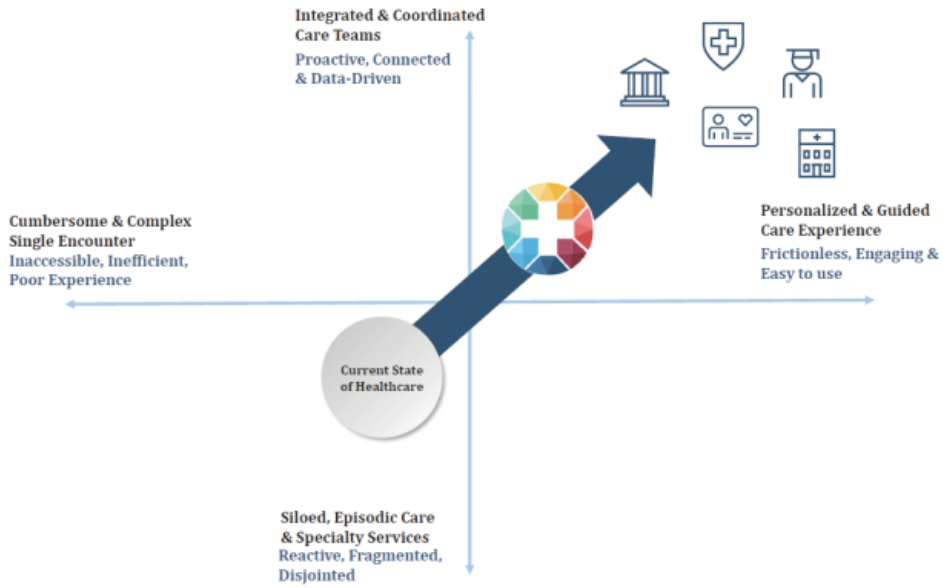 Integrated & Coordinated
Care Teams
Proactive, Connected
& Data-Driven
Cumbersome & Complex
Single Encounter
Inaccessible, Inefficient,
Poor Experience
Personalized & Guided
Care Experience
Frictionless, Engaging &
Easy to use
Current State
of Healthcare
Siloed, Episodic Care
& Specialty Services
Reactive, Fragmented,
Disjointed